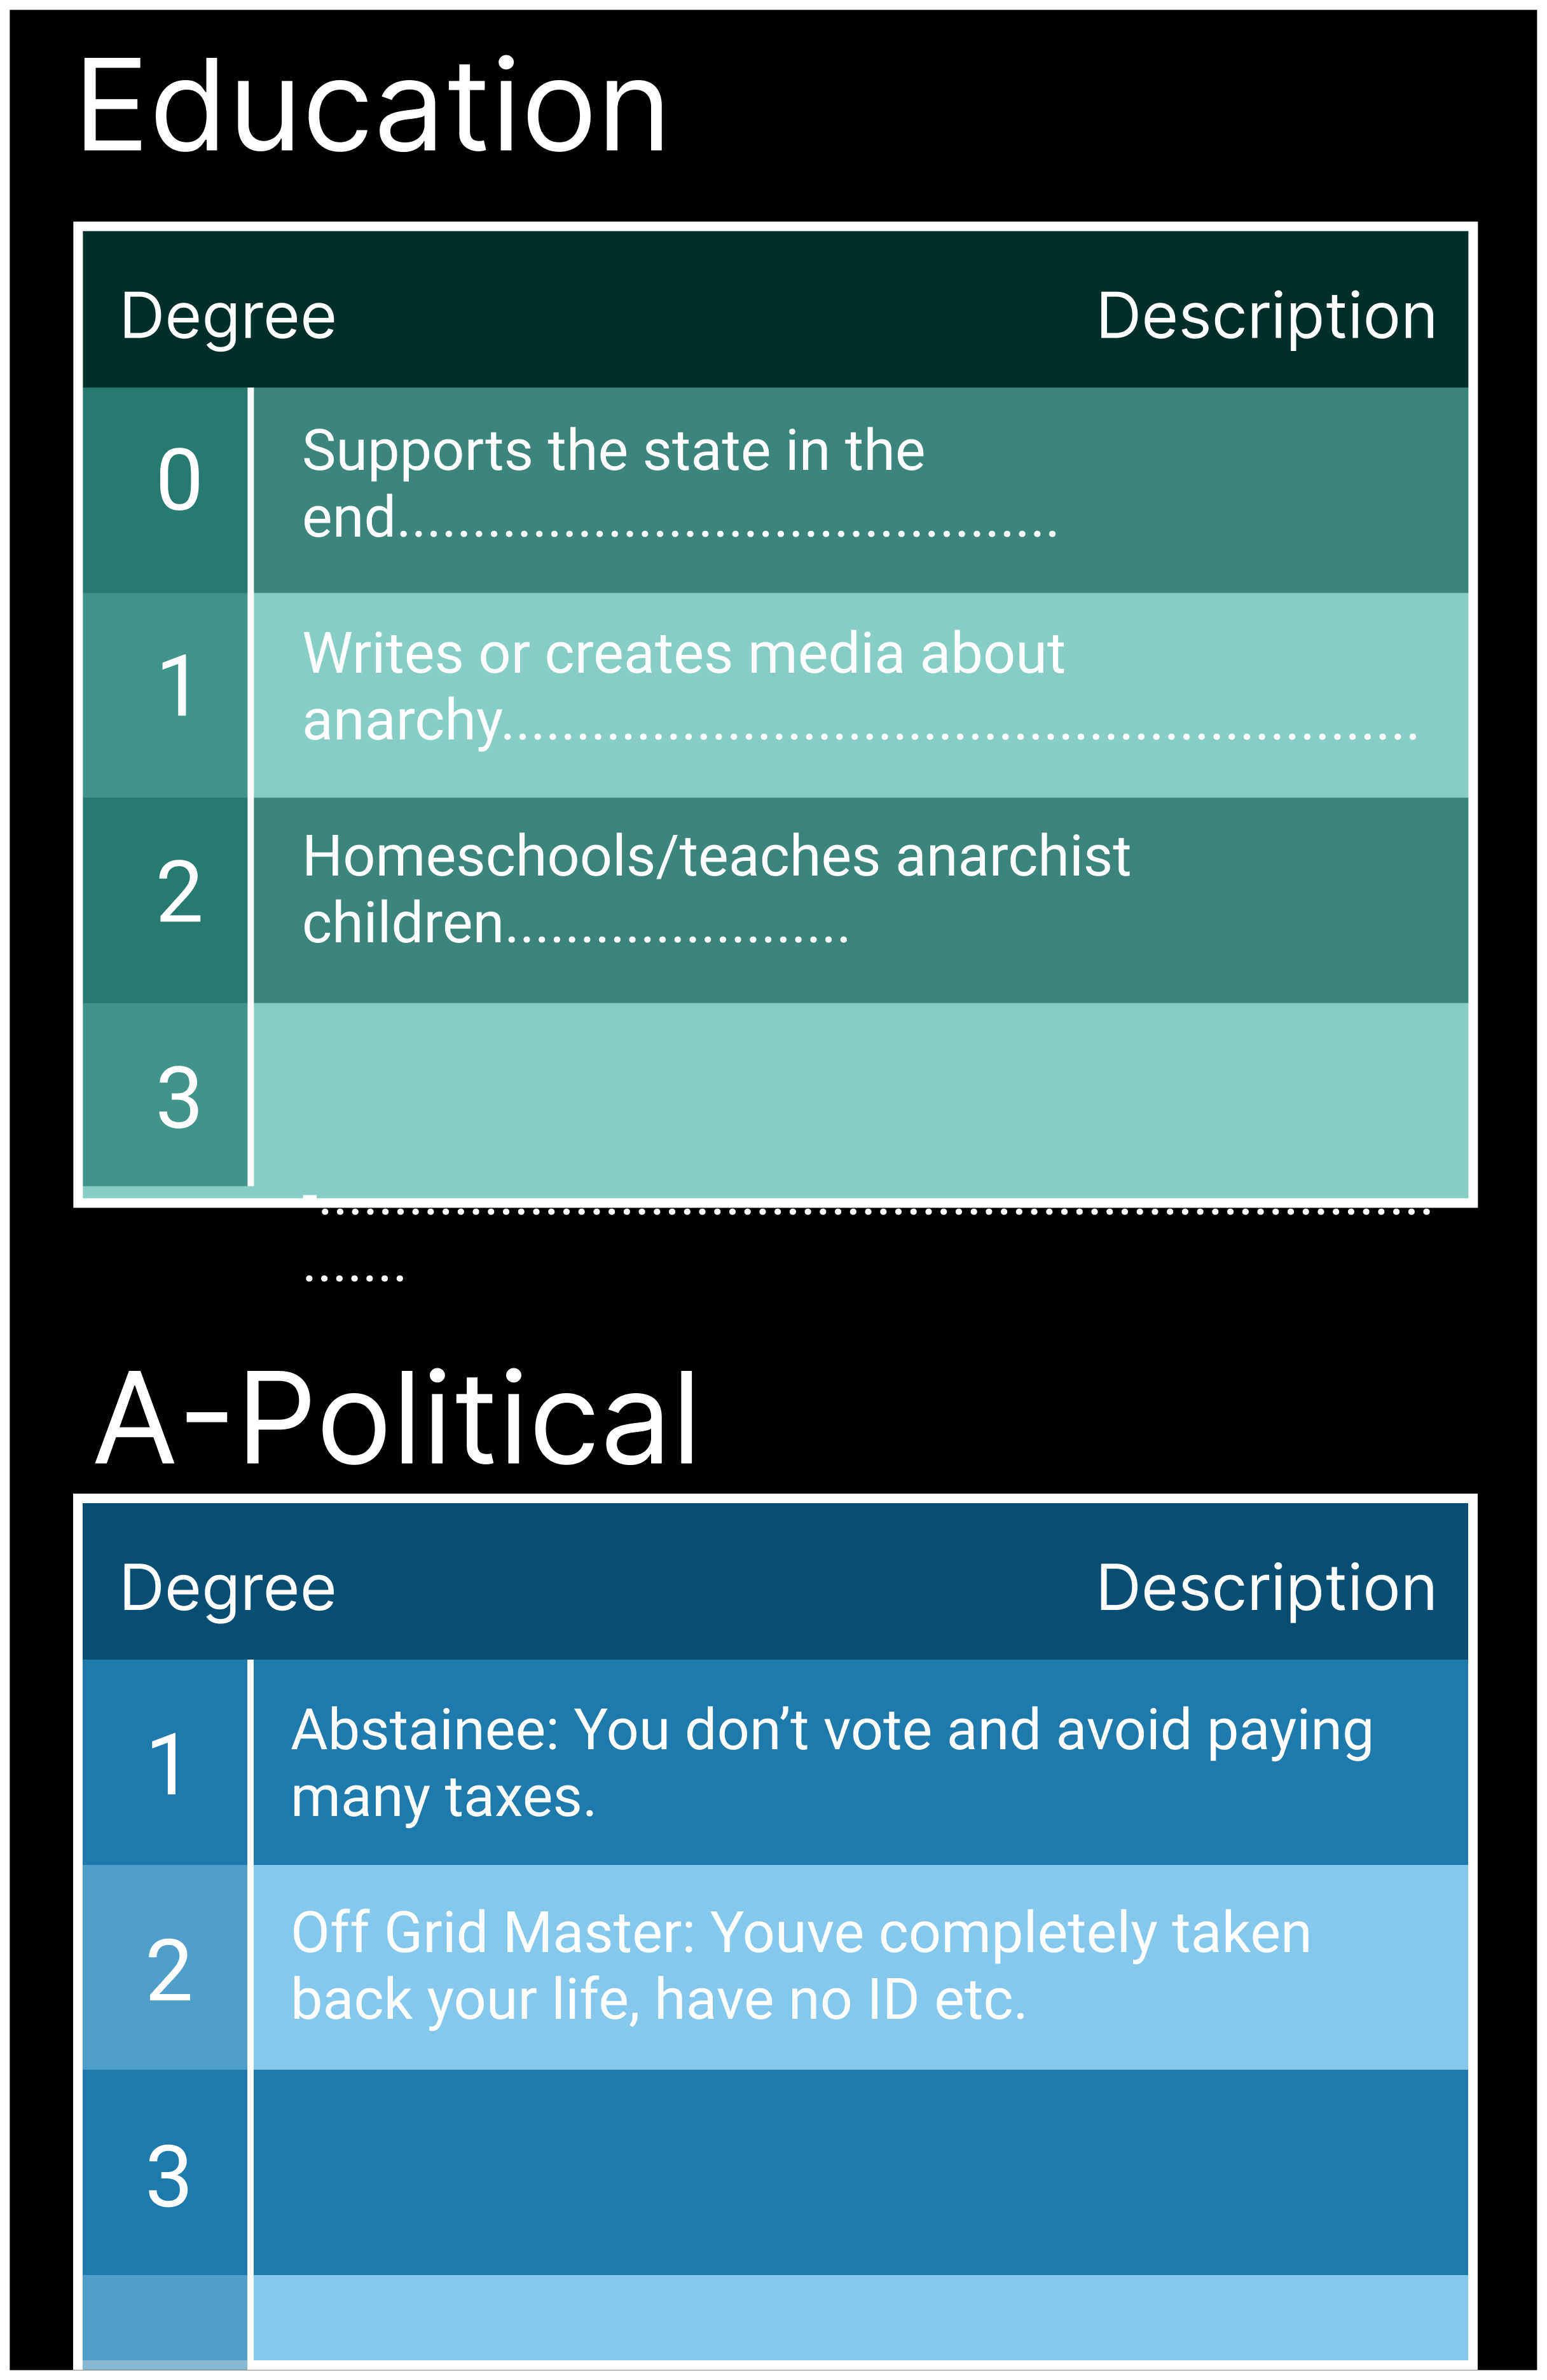 Education
Degree Description
0 Supports the state in the
end............................................
1 Writes or creates media about
anarchy.............................................................
2 Homeschools/teaches anarchist
children.......................
3
..........................................................................
.......
A-Political
Degree Description
1 Abstainee: You don’t vote and avoid paying
many taxes.
2 Off Grid Master: Youve completely taken
back your life, have no ID etc.
3